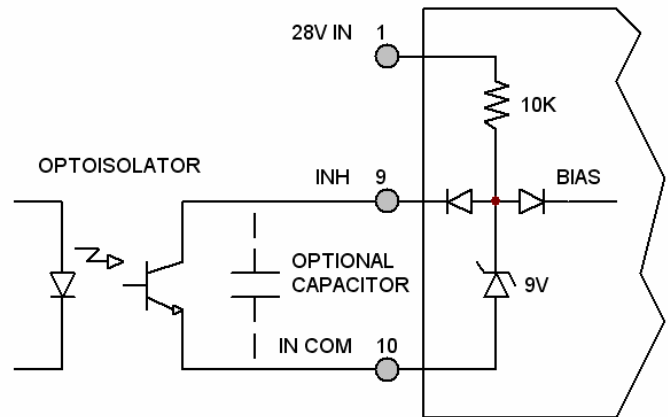 28V IN 1
10K
OPTOISOLATOR
INH 9
BIAS
OPTIONAL
CAPACITOR
9V
IN COM 10